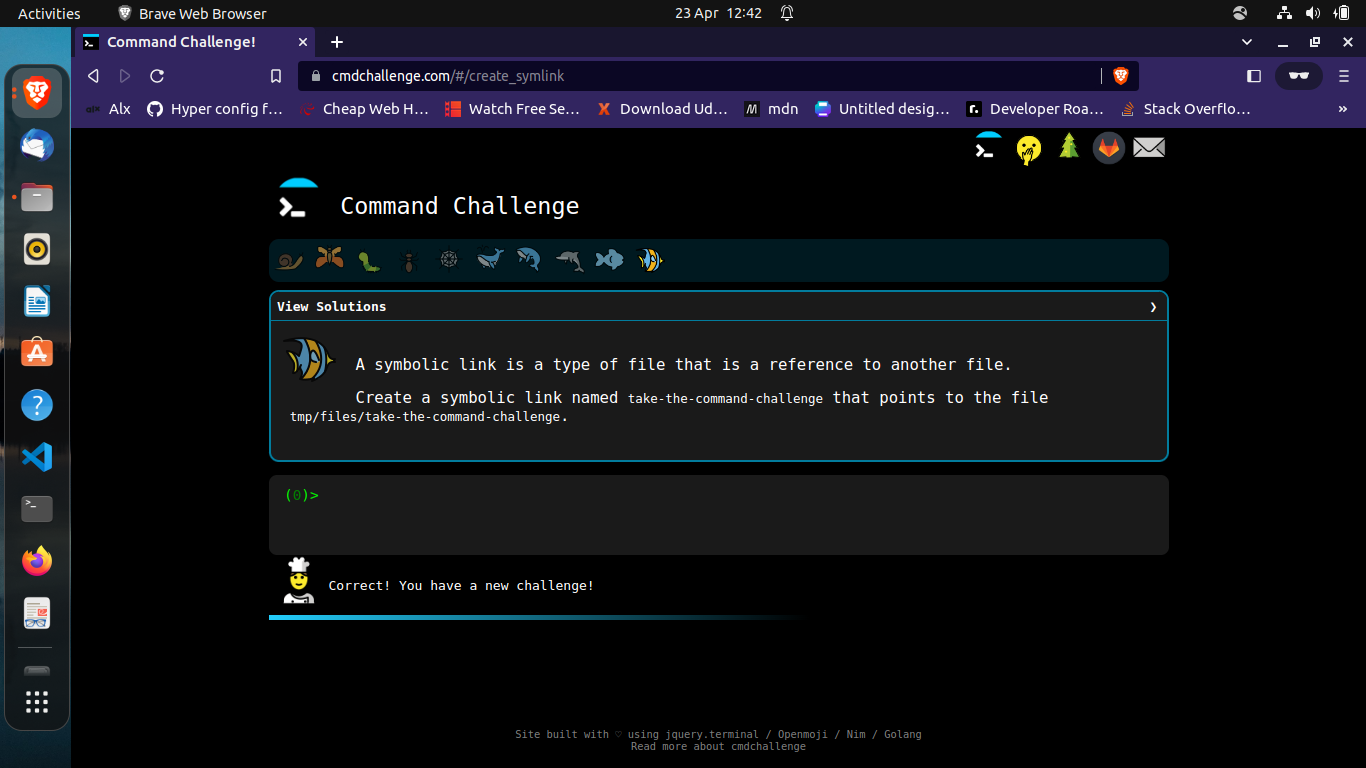 Activities
Brave Web Browser
23 Apr 12:42
Command Challenge!
cmdchallenge.com/#/create_symlink
Alx
Hyper config f…
Cheap Web H…
Watch Free Se…
Download Ud…
mdn
Untitled desig…
Developer Roa…
Stack Overflo…
»
Command Challenge
View Solutions
A symbolic link is a type of file that is a reference to another file.
Create a symbolic link named take-the-command-challenge that points to the file
tmp/files/take-the-command-challenge.
(0)>
Correct! You have a new challenge!
Site built with ♡ using jquery.terminal / Openmoji / Nim / Golang
Read more about cmdchallenge